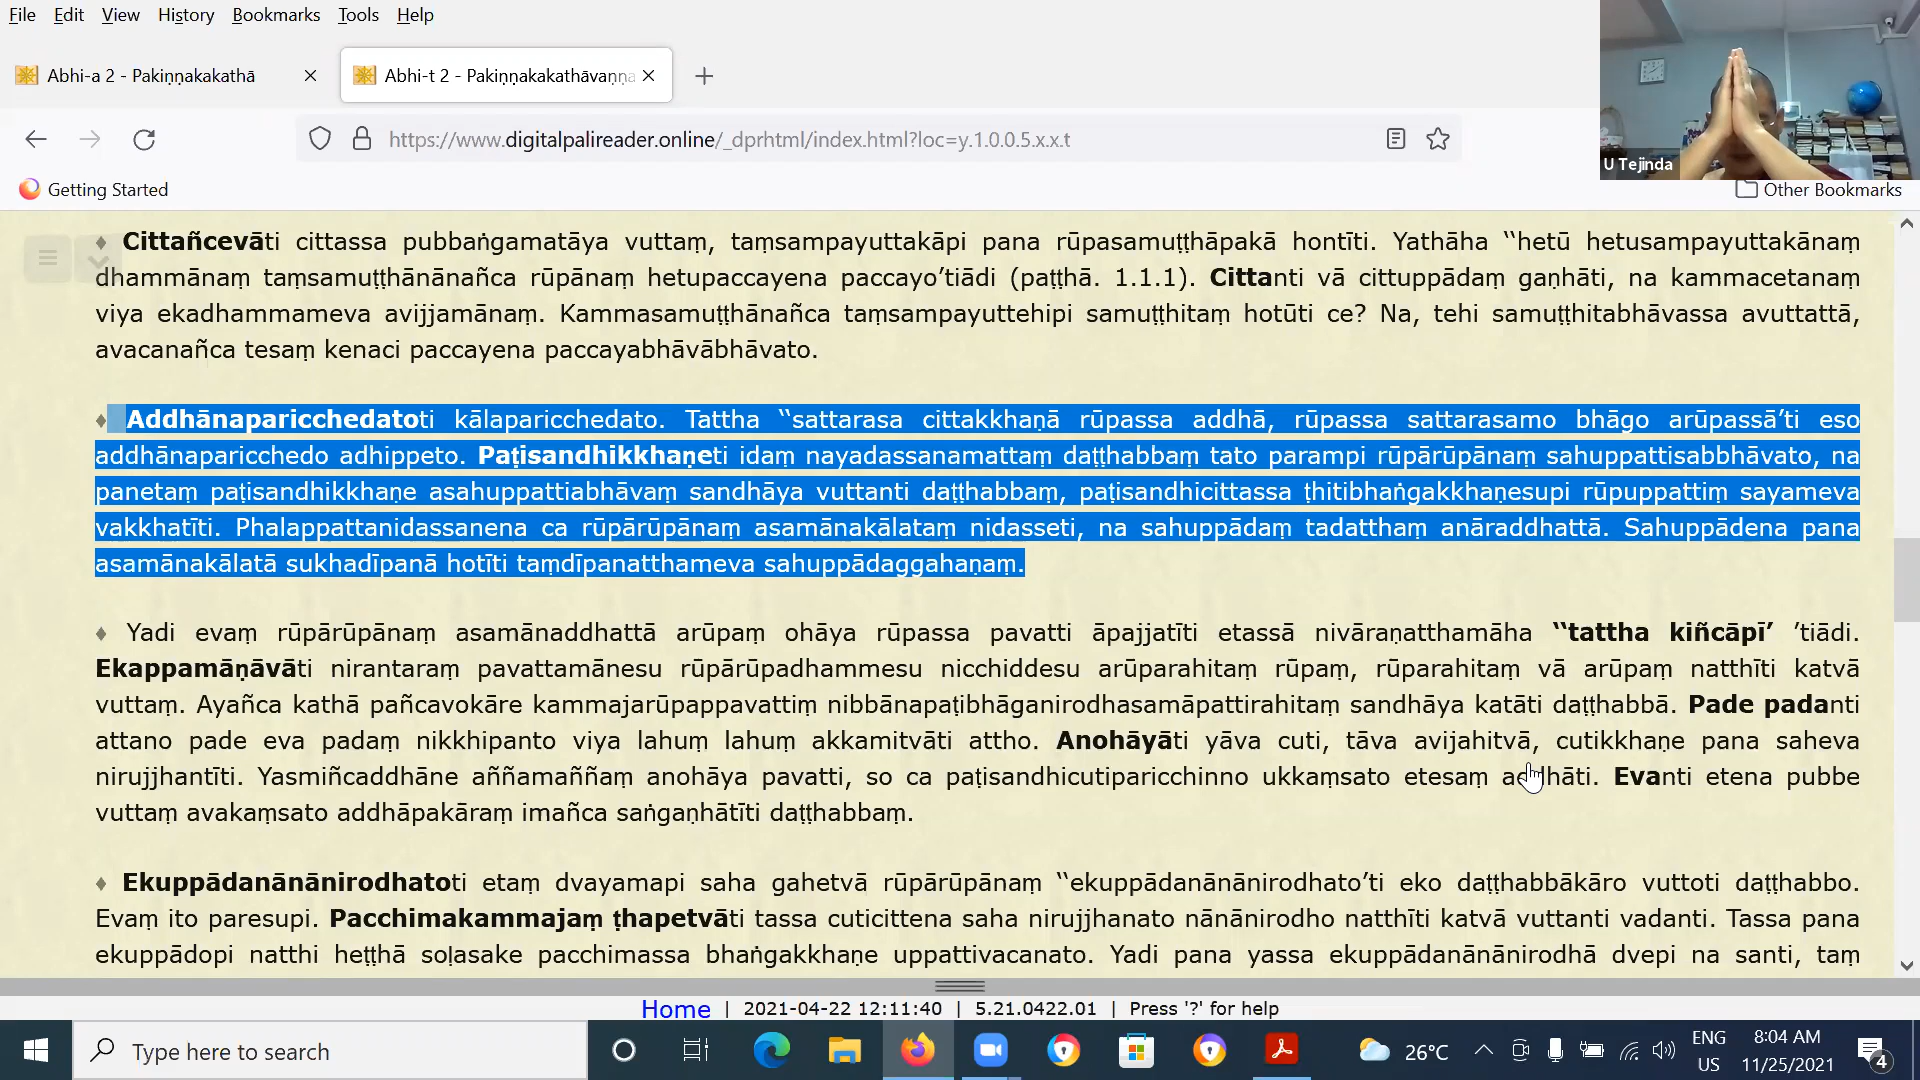 File Edit View History Bookmarks Tools Help
Abhi-a 2 - Pakiṇṇakakathā
Abhi-t 2 - Pakiṇṇakakathāvaṇṇa
https://www.digitalpalireader.online/_dprhtml/index.html?loc=y.1.0.0.5.x.x.t
U Tejinda
Getting Started
Other Bookmarks
♦ Cittañcevāti cittassa pubbaṅgamatāya vuttaṃ, taṃsampayuttakāpi pana rūpasamuṭṭhāpakā hontīti. Yathāha ‘‘hetū hetusampayuttakānaṃ
dhammānaṃ taṃsamuṭṭhānānañca rūpānaṃ hetupaccayena paccayo’tiādi (paṭṭhā. 1.1.1). Cittanti vā cittuppādaṃ gaṇhāti, na kammacetanaṃ
viya ekadhammameva avijjamānaṃ. Kammasamuṭṭhānañca taṃsampayuttehipi samuṭṭhitaṃ hotūti ce? Na, tehi samuṭṭhitabhāvassa avuttattā,
avacanañca tesaṃ kenaci paccayena paccayabhāvābhāvato.
♦ Addhānaparicchedatoti kālaparicchedato. Tattha ‘‘sattarasa cittakkhaṇā rūpassa addhā, rūpassa sattarasamo bhāgo arūpassā’ti eso
addhānaparicchedo adhippeto. Paṭisandhikkhaṇeti idaṃ nayadassanamattaṃ daṭṭhabbaṃ tato parampi rūpārūpānaṃ sahuppattisabbhāvato, na
panetaṃ paṭisandhikkhaṇe asahuppattiabhāvaṃ sandhāya vuttanti daṭṭhabbaṃ, paṭisandhicittassa ṭhitibhaṅgakkhaṇesupi rūpuppattiṃ sayameva
vakkhatīti. Phalappattanidassanena ca rūpārūpānaṃ asamānakālataṃ nidasseti, na sahuppādaṃ tadatthaṃ anāraddhattā. Sahuppādena pana
asamānakālatā sukhadīpanā hotīti taṃdīpanatthameva sahuppādaggahaṇaṃ.
♦ Yadi evaṃ rūpārūpānaṃ asamānaddhattā arūpaṃ ohāya rūpassa pavatti āpajjatīti etassā nivāraṇatthamāha ‘‘tattha kiñcāpī’ ’tiādi.
Ekappamāṇāvāti nirantaraṃ pavattamānesu rūpārūpadhammesu nicchiddesu arūparahitaṃ rūpaṃ, rūparahitaṃ vā arūpaṃ natthīti katvā
vuttaṃ. Ayañca kathā pañcavokāre kammajarūpappavattiṃ nibbānapaṭibhāganirodhasamāpattirahitaṃ sandhāya katāti daṭṭhabbā. Pade padanti
attano pade eva padaṃ nikkhipanto viya lahuṃ lahuṃ akkamitvāti attho. Anohāyāti yāva cuti, tāva avijahitvā, cutikkhaṇe pana saheva
nirujjhantīti. Yasmiñcaddhāne aññamaññaṃ anohāya pavatti, so ca paṭisandhicutiparicchinno ukkaṃsato etesaṃ addhāti. Evanti etena pubbe
vuttaṃ avakaṃsato addhāpakāraṃ imañca saṅgaṇhātīti daṭṭhabbaṃ.
♦ Ekuppādanānānirodhatoti etaṃ dvayamapi saha gahetvā rūpārūpānaṃ ‘‘ekuppādanānānirodhato’ti eko daṭṭhabbākāro vuttoti daṭṭhabbo.
Evaṃ ito paresupi. Pacchimakammajaṃ ṭhapetvāti tassa cuticittena saha nirujjhanato nānānirodho natthīti katvā vuttanti vadanti. Tassa pana
ekuppādopi natthi heṭṭhā soḷasake pacchimassa bhaṅgakkhaṇe uppattivacanato. Yadi pana yassa ekuppādanānānirodhā dvepi na santi, taṃ
Home | 2021-04-22 12:11:40 | 5.21.0422.01 | Press '?' for help
Type here to search
26°C
ENG
US
8:04 AM
11/25/2021
4